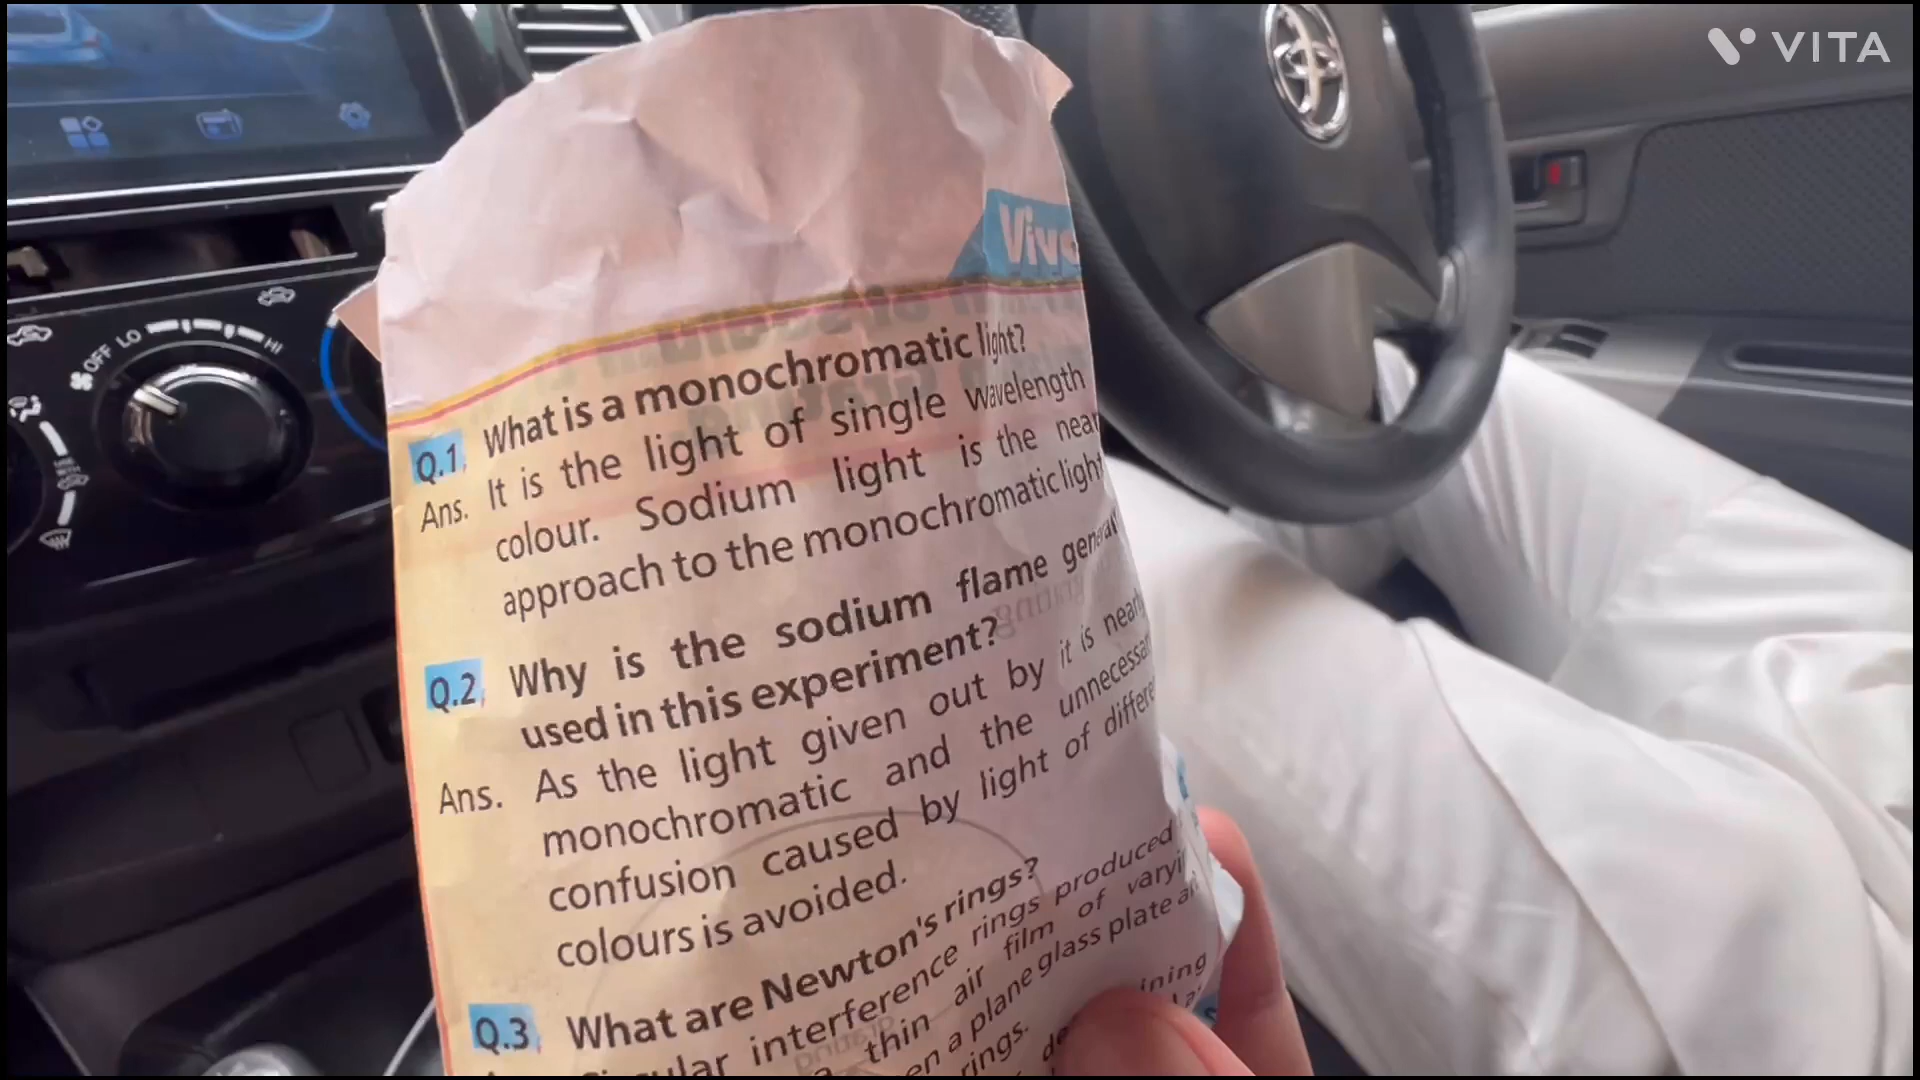 VITA
OFF LO
HI
Q.1. What is a monochromatic light?
Ans. It is the light of single wavelength
colour. Sodium light is the near
approach to the monochromatic light
Q.2. Why is the sodium flame
used in this experiment?
Ans. As the light given out by it is
monochromatic and the
confusion caused by light of
colours is avoided.
Q.3. What are Newton's rings?
interference rings produced
thin air film of
a plane glass plate
rings.